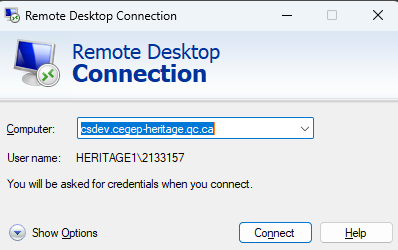 Remote Desktop Connection
Remote Desktop
Connection
Computer: csdev.cegep-heritage.qc.ca
User name: HERITAGE1\2133157
You will be asked for credentials when you connect.
Show Options Connect Help